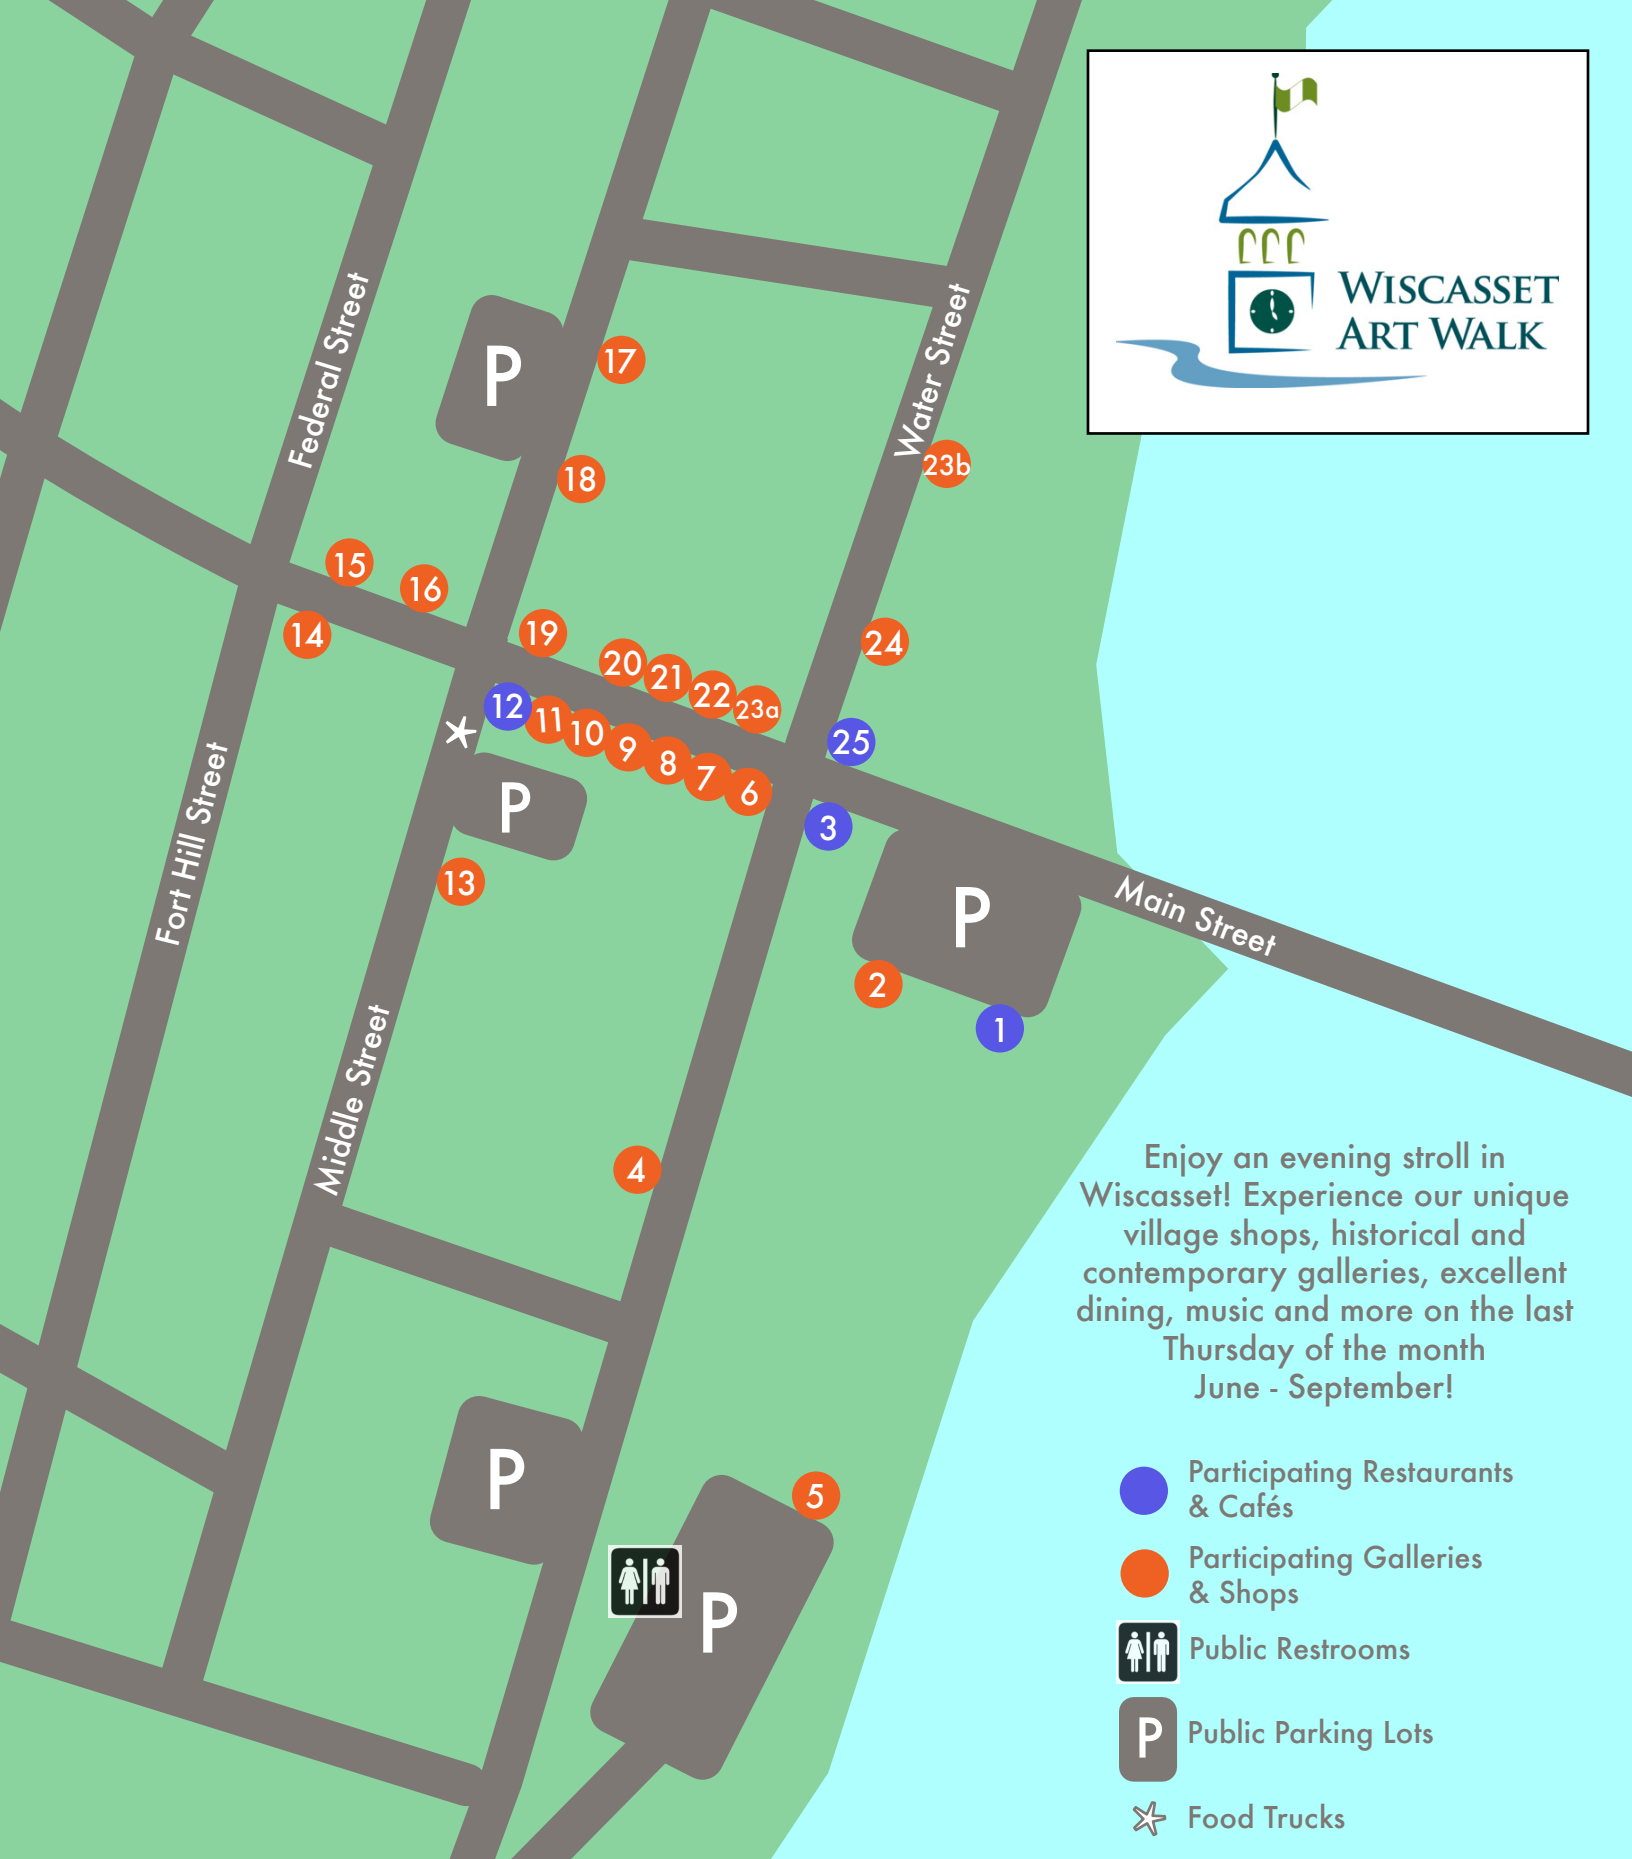 WISCASSET
ART WALK
Federal Street
Water Street
P
17
18
23b
15
16
14
19
20
21
22
23a
24
12
11
10
9
8
7
6
25
3
P
13
Fort Hill Street
P
Main Street
2
1
Middle Street
4
Enjoy an evening stroll in
Wiscasset! Experience our unique
village shops, historical and
contemporary galleries, excellent
dining, music and more on the last
Thursday of the month
June - September!
P
5
P
Participating Restaurants
& Cafés
Participating Galleries
& Shops
Public Restrooms
P Public Parking Lots
Food Trucks